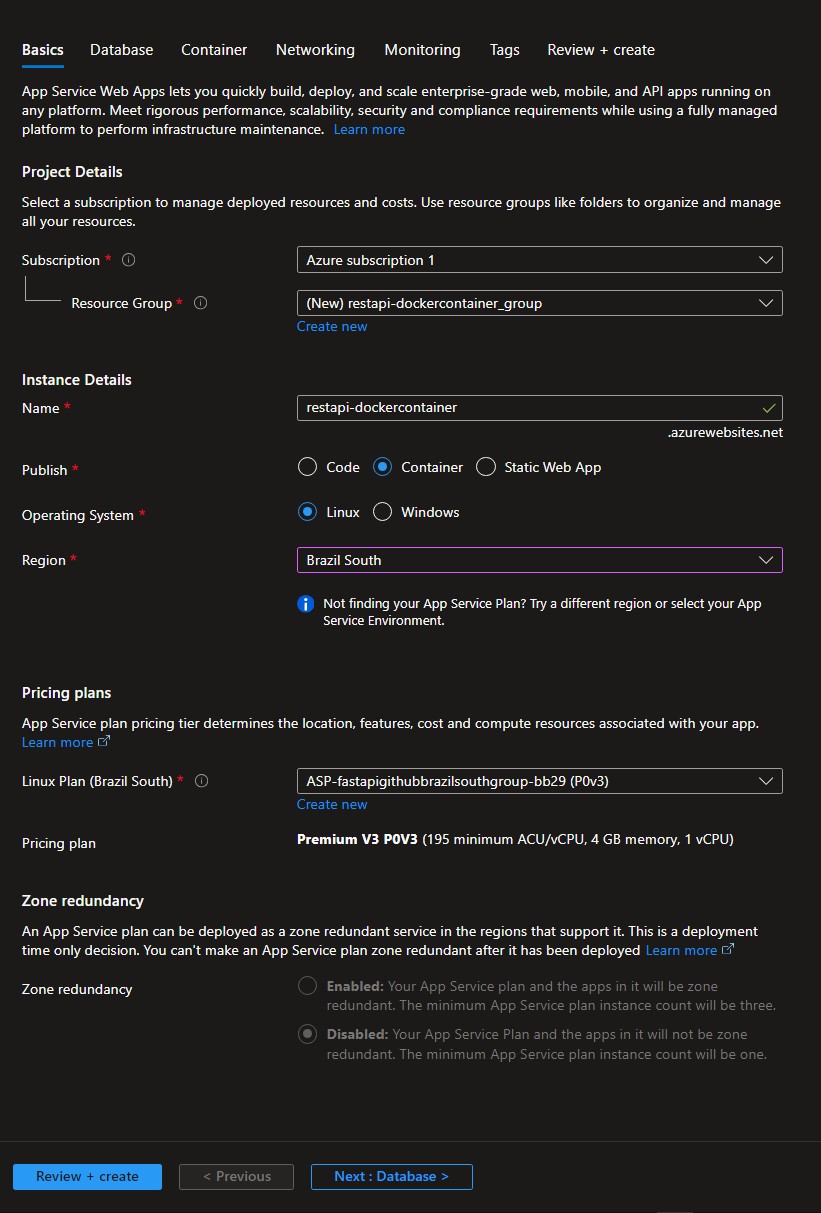 Basics Database Container Networking Monitoring Tags Review + create
App Service Web Apps lets you quickly build, deploy, and scale enterprise-grade web, mobile, and API apps running on
any platform. Meet rigorous performance, scalability, security and compliance requirements while using a fully managed
platform to perform infrastructure maintenance. Learn more
Project Details
Select a subscription to manage deployed resources and costs. Use resource groups like folders to organize and manage
all your resources.
Subscription * Azure subscription 1
Resource Group * (New) restapi-dockercontainer_group
Create new
Instance Details
Name * restapi-dockercontainer
.azurewebsites.net
Publish * Code Container Static Web App
Operating System * Linux Windows
Region * Brazil South
Not finding your App Service Plan? Try a different region or select your App
Service Environment.
Pricing plans
App Service plan pricing tier determines the location, features, cost and compute resources associated with your app.
Learn more
Linux Plan (Brazil South) * ASP-fastapigithubbrazilsouthgroup-bb29 (P0v3)
Create new
Pricing plan Premium V3 P0V3 (195 minimum ACU/vCPU, 4 GB memory, 1 vCPU)
Zone redundancy
An App Service plan can be deployed as a zone redundant service in the regions that support it. This is a deployment
time only decision. You can't make an App Service plan zone redundant after it has been deployed Learn more
Zone redundancy Enabled: Your App Service plan and the apps in it will be zone
redundant. The minimum App Service plan instance count will be three.
Disabled: Your App Service Plan and the apps in it will not be zone
redundant. The minimum App Service plan instance count will be one.
Review + create < Previous Next : Database >